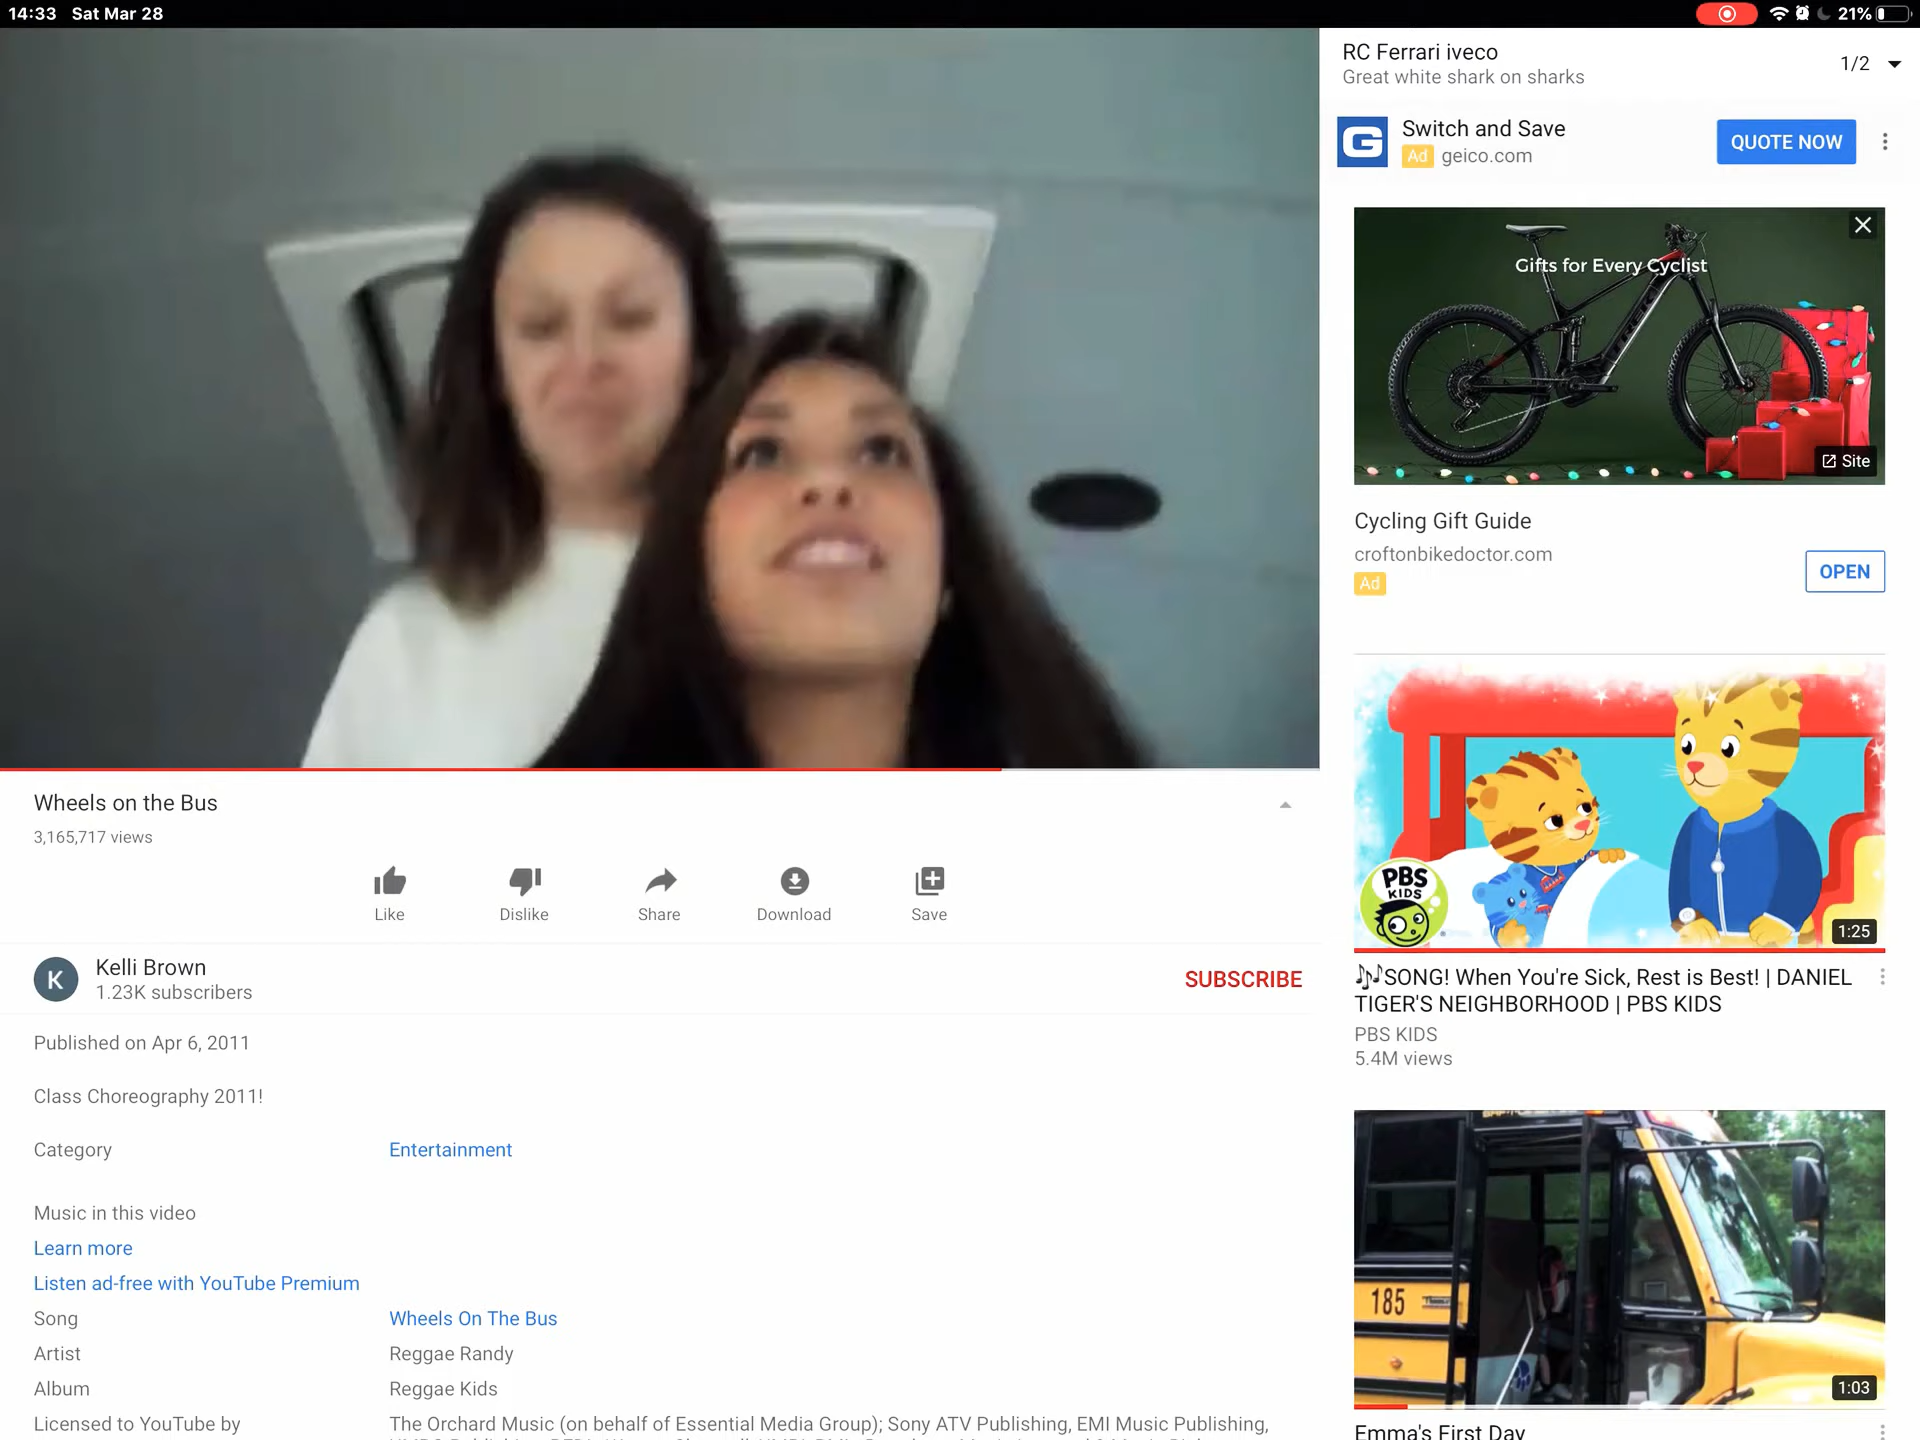 14:33 Sat Mar 28
21%
RC Ferrari iveco
Great white shark on sharks
1/2
G
Switch and Save
Ad geico.com
QUOTE NOW
Gifts for Every Cyclist
Site
Cycling Gift Guide
croftonbikedoctor.com
Ad
OPEN
PBS
KIDS
1:25
🎶SONG! When You're Sick, Rest is Best! | DANIEL
TIGER'S NEIGHBORHOOD | PBS KIDS
PBS KIDS
5.4M views
185
1:03
Emma's First Day
Wheels on the Bus
3,165,717 views
Like
Dislike
Share
Download
Save
K
Kelli Brown
1.23K subscribers
SUBSCRIBE
Published on Apr 6, 2011
Class Choreography 2011!
Category Entertainment
Music in this video
Learn more
Listen ad-free with YouTube Premium
Song Wheels On The Bus
Artist Reggae Randy
Album Reggae Kids
Licensed to YouTube by The Orchard Music (on behalf of Essential Media Group); Sony ATV Publishing, EMI Music Publishing,